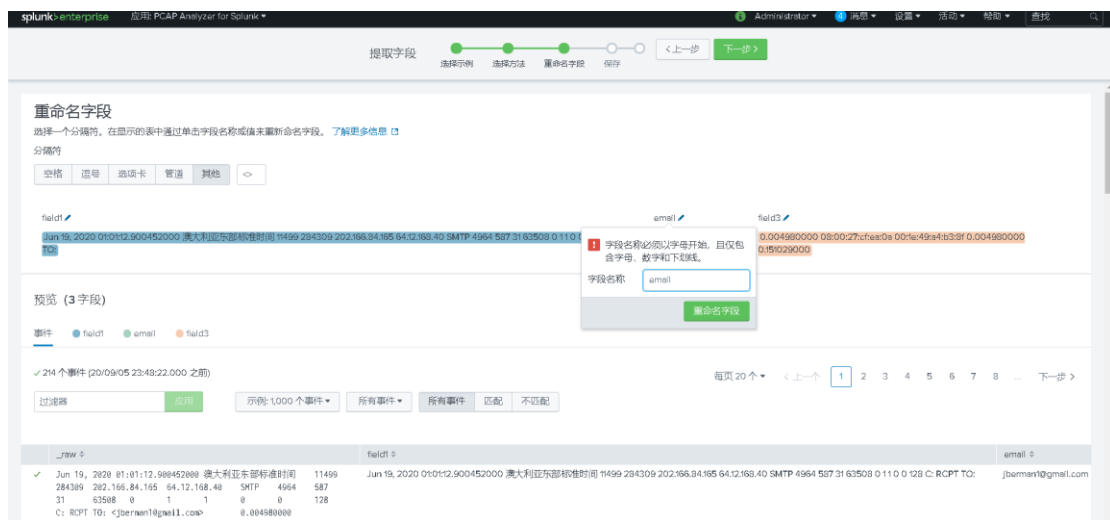 splunk>enterprise 应用: PCAP Analyzer for Splunk Administrator 4 消息 设置 活动 帮助 查找
提取字段 选择示例 选择方法 重命名字段 保存 <上一步 下一步>
重命名字段
选择一个分隔符。在显示的表中通过单击字段名称或值来重新命名字段。 了解更多信息
分隔符
空格 逗号 选项卡 管道 其他 <>
field1 email field3
Jun 19, 2020 01:01:12.900452000 澳大利亚东部标准时间 11499 284309 202.166.84.165 64.12.168.40 SMTP 4964 587 31 63508 0 1 1 0 0.004980000 08:00:27:cf:ea:0a 00:1e:49:a4:b3:8f 0.004980000
TO: 0.151029000
! 字段名称必须以字母开始，且仅包
含字母、数字和下划线。
字段名称 email
重命名字段
预览 (3 字段)
事件 field1 email field3
✓ 214 个事件 (20/09/05 23:48:22.000 之前) 每页 20 个 <上一个 1 2 3 4 5 6 7 8 ... 下一步 >
过滤器 应用 示例: 1,000 个事件 所有事件 所有事件 匹配 不匹配
_raw field1 email
✓ Jun 19, 2020 01:01:12.900452000 澳大利亚东部标准时间 11499 Jun 19, 2020 01:01:12.900452000 澳大利亚东部标准时间 11499 284309 202.166.84.165 64.12.168.40 SMTP 4964 587 31 63508 0 1 1 0 0 128 C: RCPT TO: jberman1@gmail.com
284309 202.166.84.165 64.12.168.40 SMTP 4964 587
31 63508 0 1 1 0 0 128
C: RCPT TO: <jberman1@gmail.com> 0.004980000